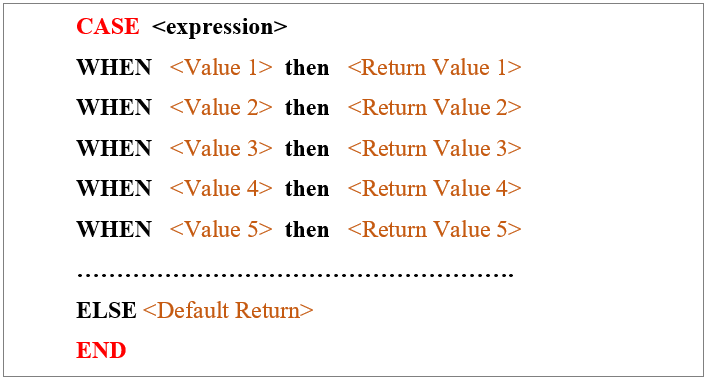 CASE <expression>
WHEN <Value 1> then <Return Value 1>
WHEN <Value 2> then <Return Value 2>
WHEN <Value 3> then <Return Value 3>
WHEN <Value 4> then <Return Value 4>
WHEN <Value 5> then <Return Value 5>
……………………………………………….
ELSE <Default Return>
END